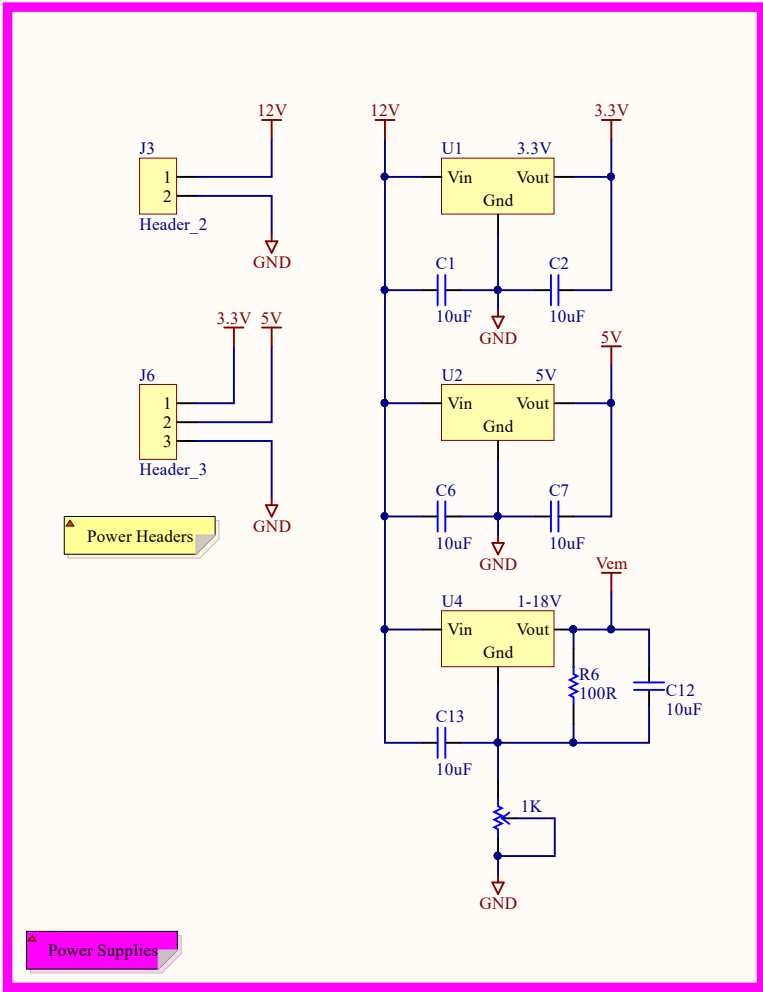 12V
J3
1
2
Header_2
GND
3.3V 5V
J6
1
2
3
Header_3
GND
Power Headers
12V
3.3V
U1 3.3V
Vin Vout
Gnd
C1 C2
10uF 10uF
GND
5V
U2 5V
Vin Vout
Gnd
C6 C7
10uF 10uF
GND
Vem
U4 1-18V
Vin Vout
Gnd
R6
100R
C12
10uF
C13
10uF
1K
GND
Power Supplies